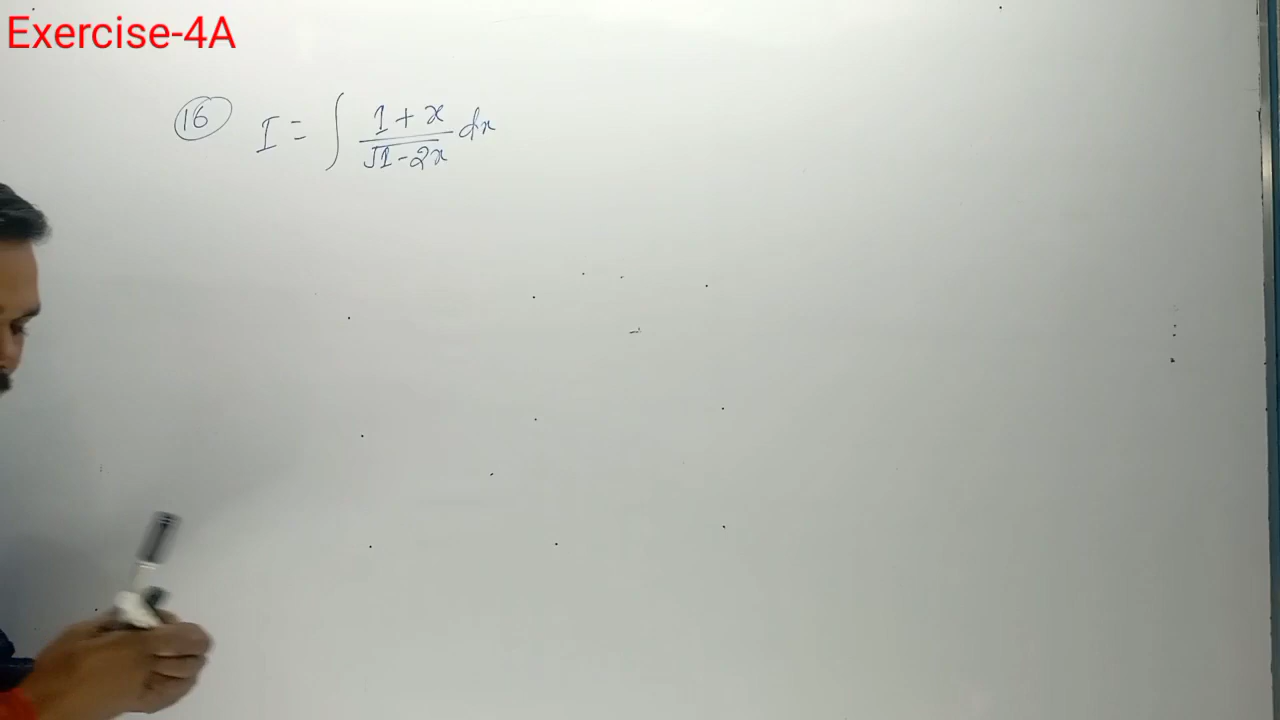 Exercise-4A
16 I = ∫ (1 + x)/√(1 - 2x) dx